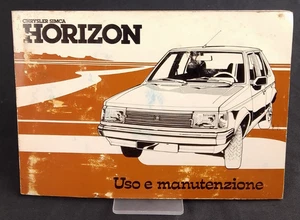 CHRYSLER SIMCA
HORIZON
Uso e manutenzione